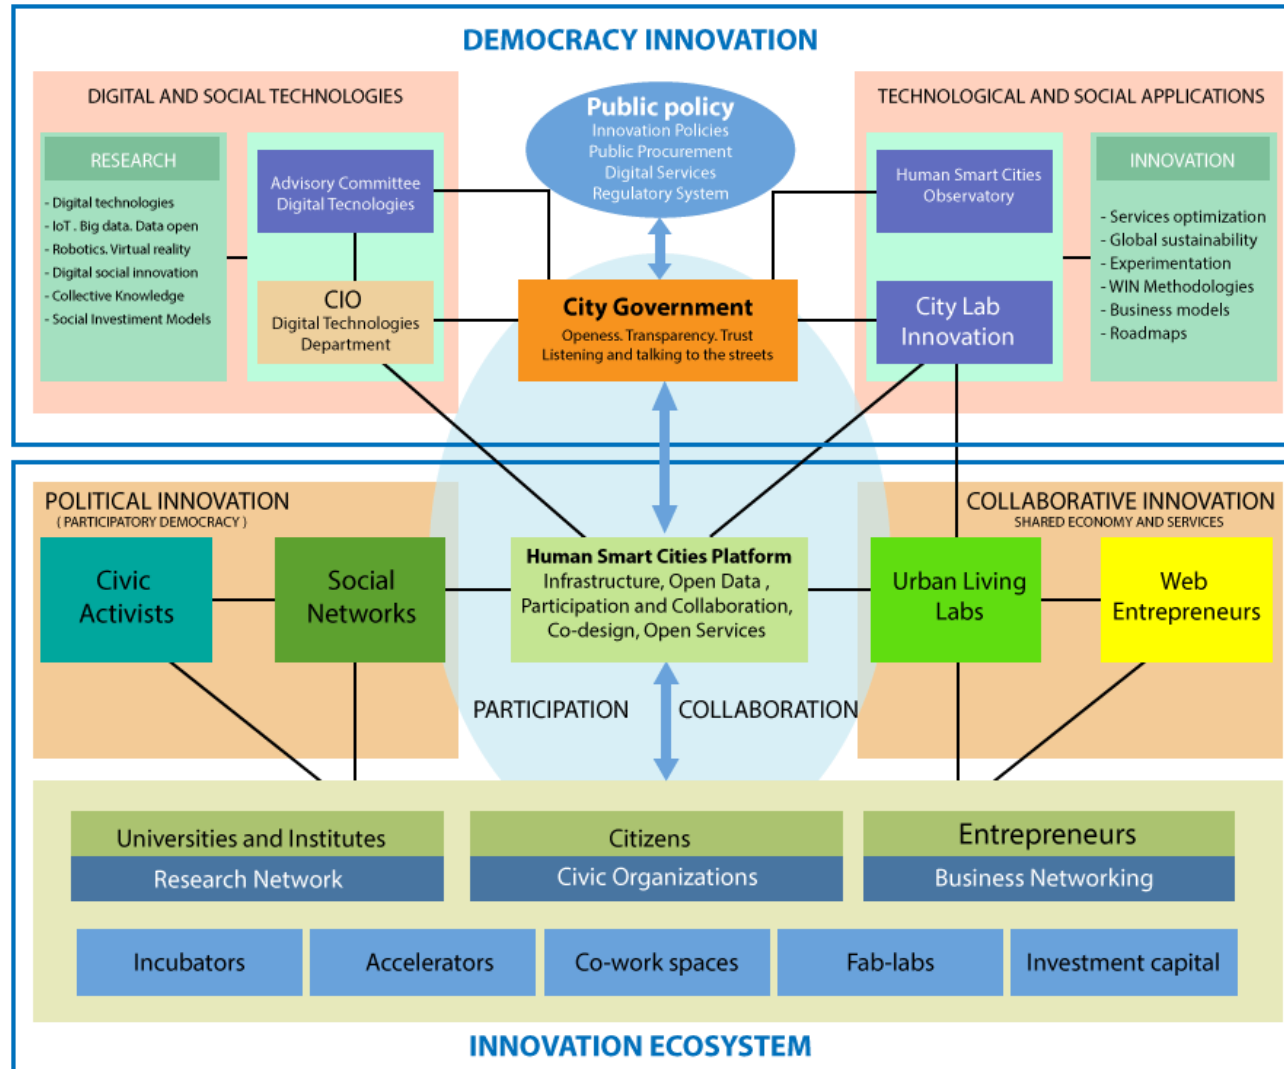 DEMOCRACY INNOVATION
DIGITAL AND SOCIAL TECHNOLOGIES
RESEARCH
- Digital technologies
- IoT . Big data. Data open
- Robotics. Virtual reality
- Digital social innovation
- Collective Knowledge
- Social Investiment Models
Advisory Committee
Digital Tecnologies
CIO
Digital Technologies
Department
Public policy
Innovation Policies
Public Procurement
Digital Services
Regulatory System
City Government
Openess. Transparency. Trust
Listening and talking to the streets
TECHNOLOGICAL AND SOCIAL APPLICATIONS
Human Smart Cities
Observatory
City Lab
Innovation
INNOVATION
- Services optimization
- Global sustainability
- Experimentation
- WIN Methodologies
- Business models
- Roadmaps
POLITICAL INNOVATION
( PARTICIPATORY DEMOCRACY )
Civic
Activists
Social
Networks
Human Smart Cities Platform
Infrastructure, Open Data ,
Participation and Collaboration,
Co-design, Open Services
COLLABORATIVE INNOVATION
SHARED ECONOMY AND SERVICES
Urban Living
Labs
Web
Entrepreneurs
PARTICIPATION
COLLABORATION
Universities and Institutes
Research Network
Citizens
Civic Organizations
Entrepreneurs
Business Networking
Incubators
Accelerators
Co-work spaces
Fab-labs
Investment capital
INNOVATION ECOSYSTEM